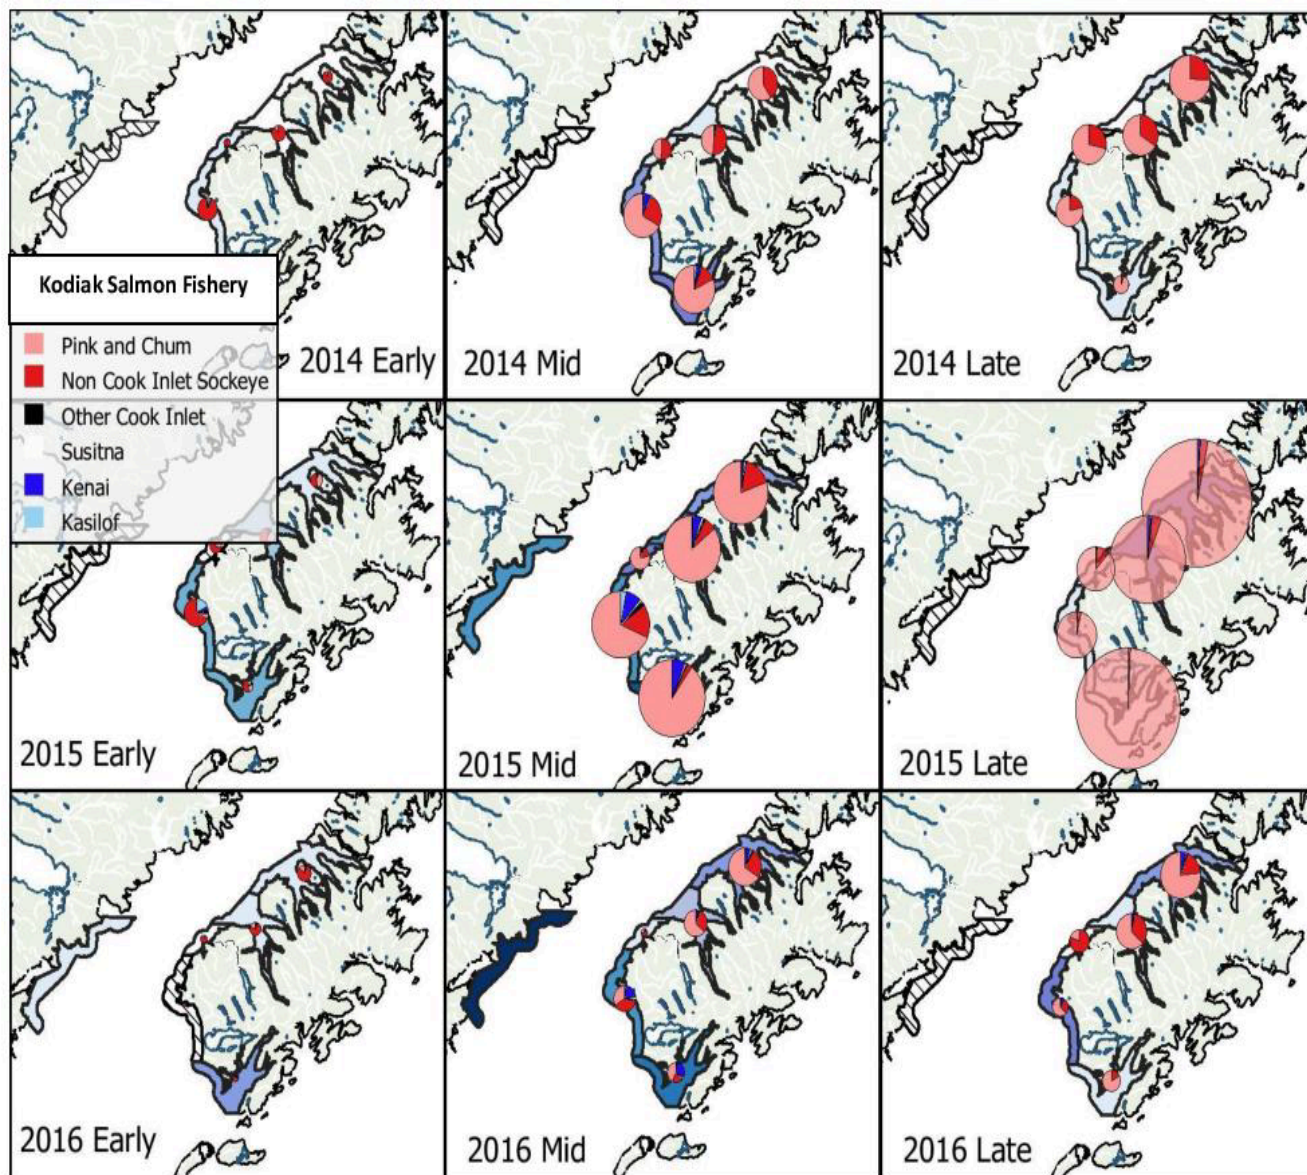 2014 Early
2014 Mid
2014 Late
Kodiak Salmon Fishery
Pink and Chum
Non Cook Inlet Sockeye
Other Cook Inlet
Susitna
Kenai
Kasilof
2015 Early
2015 Mid
2015 Late
2016 Early
2016 Mid
2016 Late